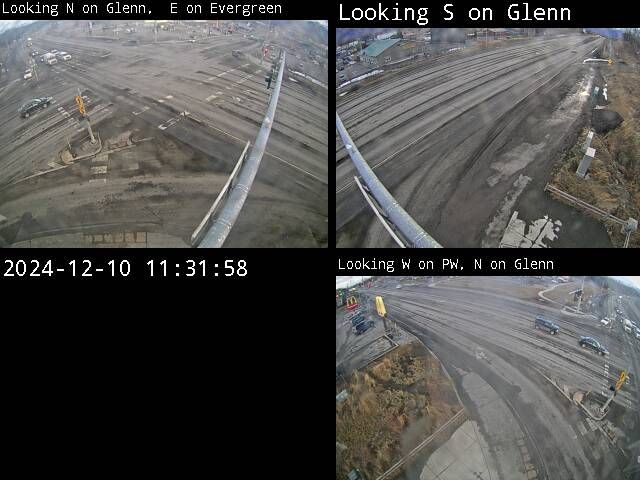 Looking N on Glenn,  E on Evergreen
Looking S on Glenn
2024-12-10 11:31:58
Looking W on PW, N on Glenn